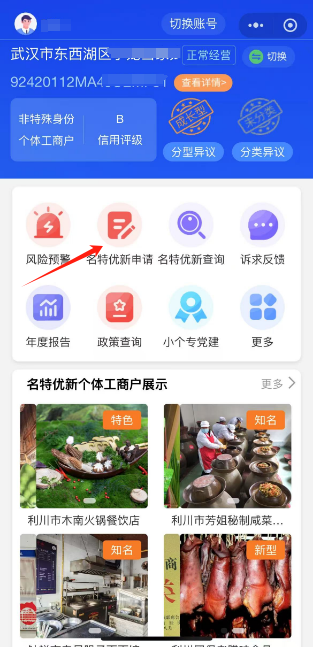 切换账号
武汉市东西湖区
正常经营
切换
92420112MA4
查看详情>
非特殊身份
个体工商户
B
信用评级
成长型
未分类
分型异议
分类异议
风险预警
名特优新申请
名特优新查询
诉求反馈
年度报告
政策查询
小个专党建
更多
名特优新个体工商户展示
更多
特色
知名
利川市木南火锅餐饮店
利川市芳姐秘制咸菜...
知名
新型